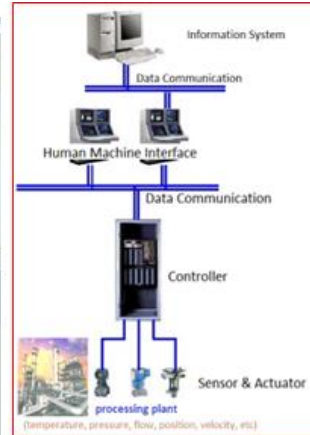 Information System
Data Communication
Human Machine Interface
Data Communication
Controller
Sensor & Actuator
processing plant
(temperature, pressure, flow, position, velocity, etc)